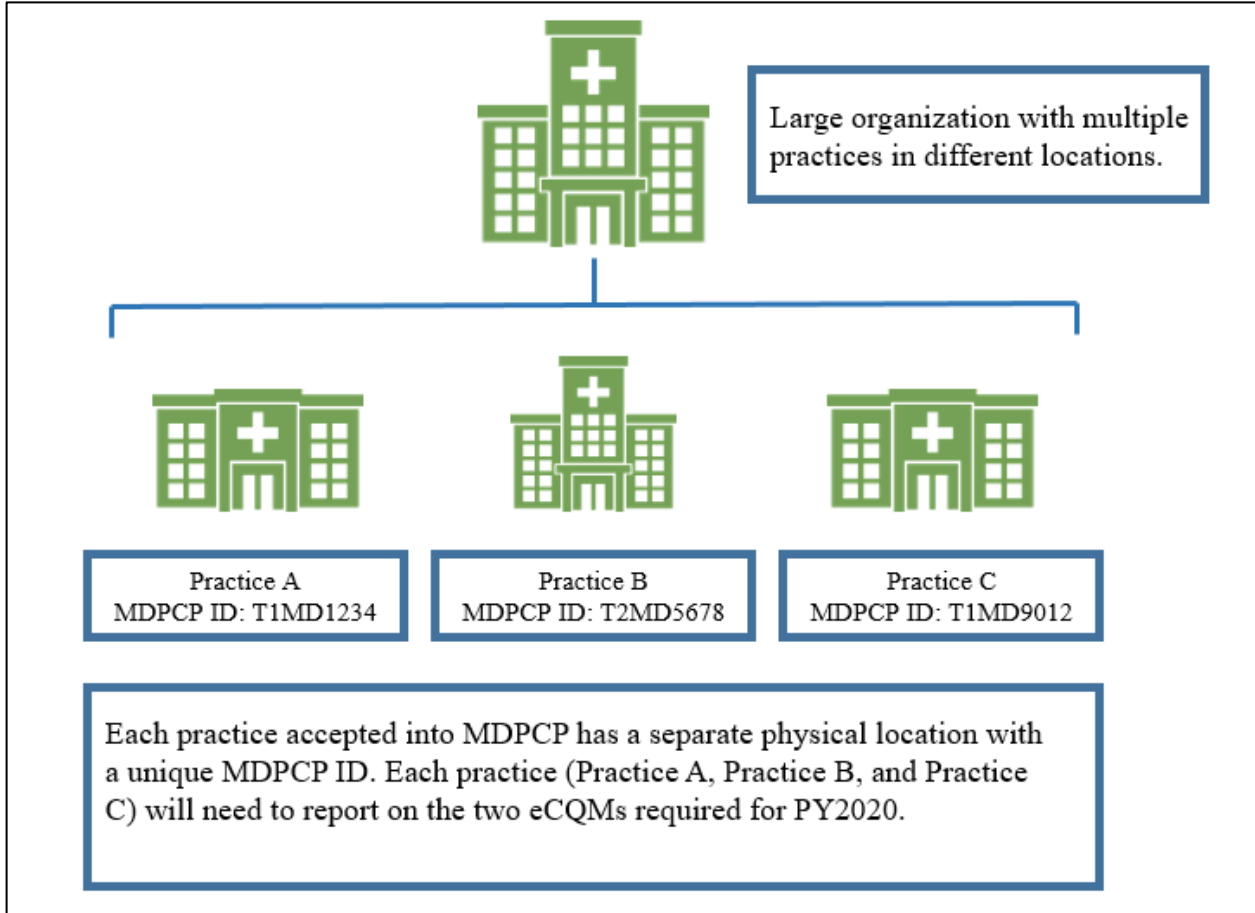 Large organization with multiple
practices in different locations.
Practice A
MDPCP ID: T1MD1234
Practice B
MDPCP ID: T2MD5678
Practice C
MDPCP ID: T1MD9012
Each practice accepted into MDPCP has a separate physical location with
a unique MDPCP ID. Each practice (Practice A, Practice B, and Practice
C) will need to report on the two eCQMs required for PY2020.